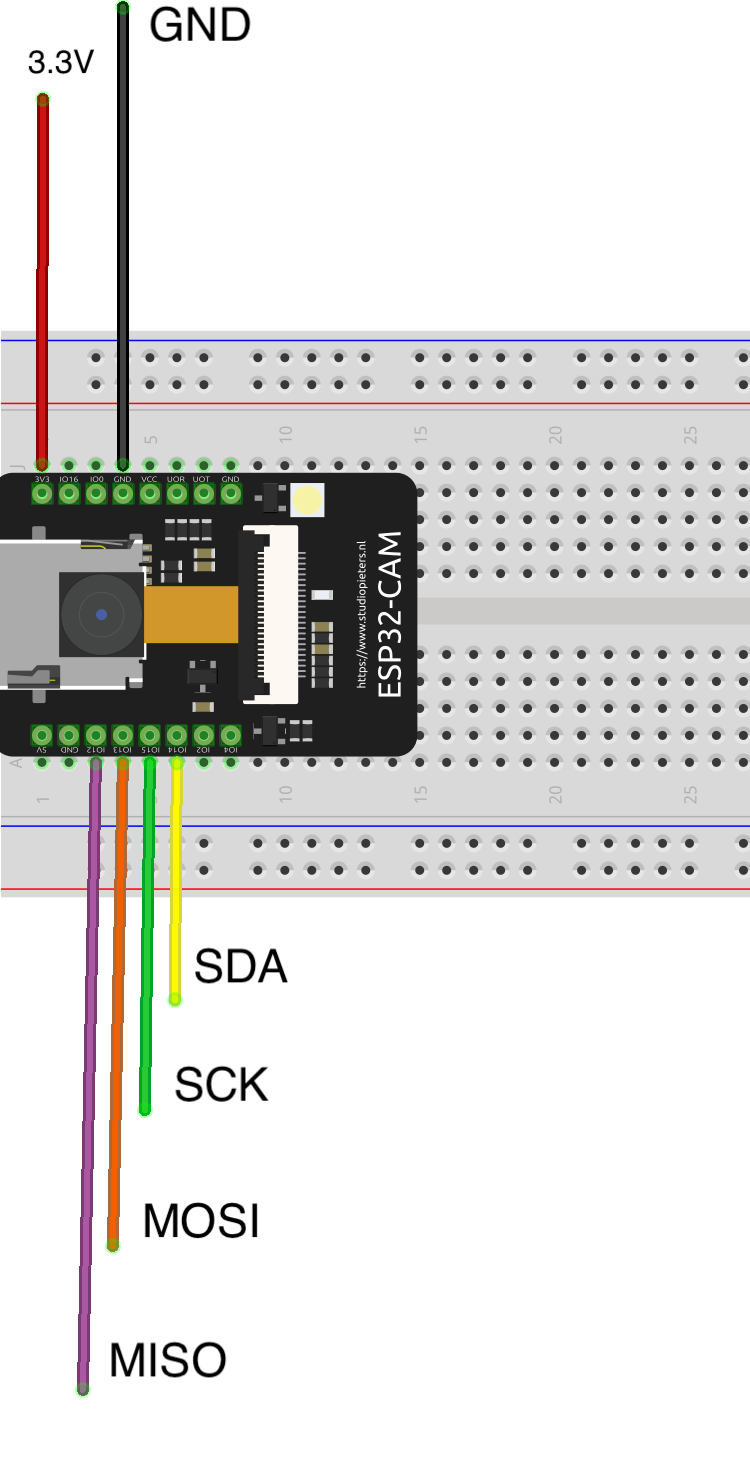 GND
3.3V
5 10 15 20 25
J
3V3 IO16 IO0 GND VCC UOR UOT GND
https://www.studiopieters.nl
ESP32-CAM
5V GND IO12 IO13 IO15 IO14 IO2 IO4
A
1 10 15 20 25
SDA
SCK
MOSI
MISO